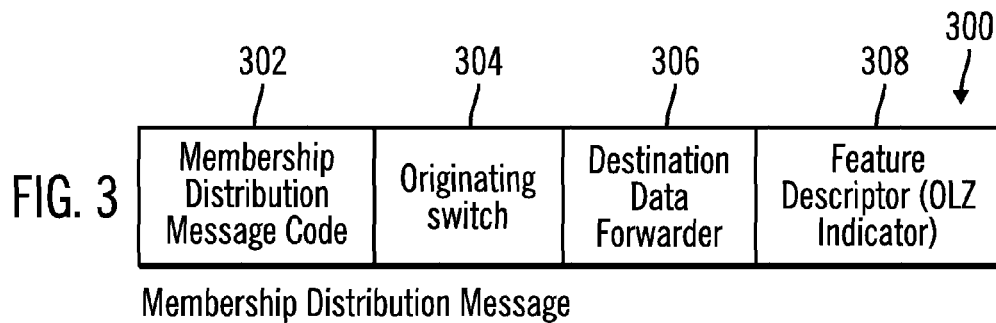 300
302 304 306 308
FIG. 3
Membership
Distribution
Message Code
Originating
switch
Destination
Data
Forwarder
Feature
Descriptor (OLZ
Indicator)
Membership Distribution Message